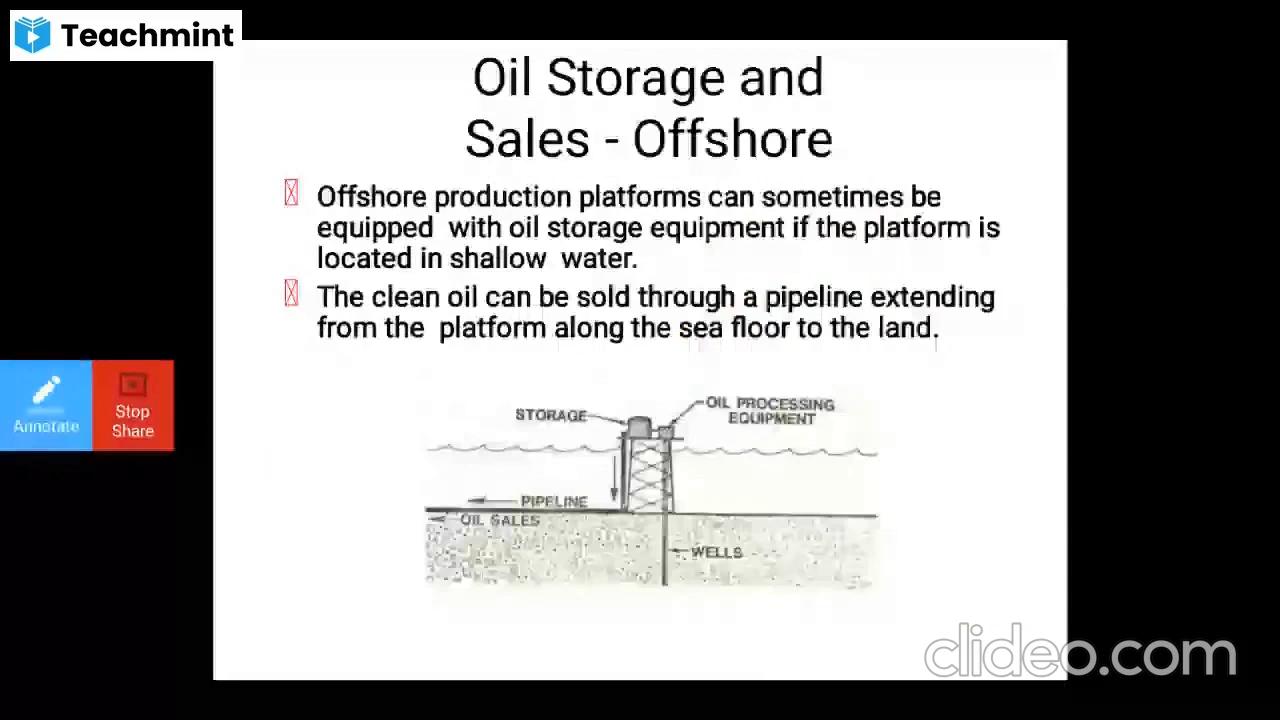 Teachmint
Oil Storage and
Sales - Offshore
Offshore production platforms can sometimes be
equipped with oil storage equipment if the platform is
located in shallow water.
The clean oil can be sold through a pipeline extending
from the platform along the sea floor to the land.
Annotate
Stop
Share
STORAGE
OIL PROCESSING
EQUIPMENT
PIPELINE
OIL SALES
WELLS
clideo.com